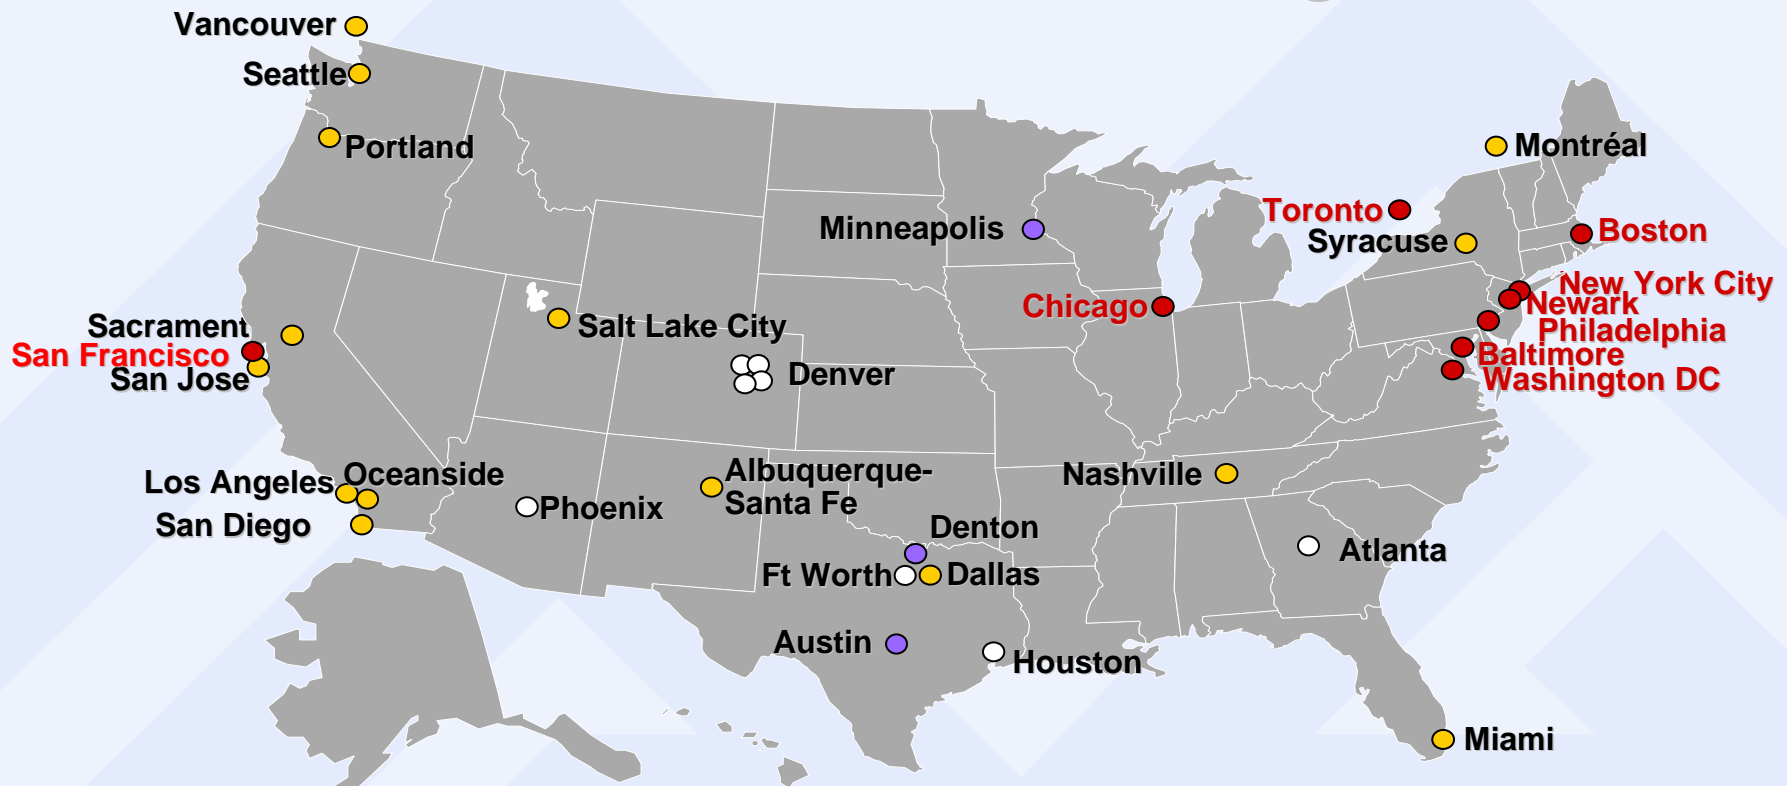 Vancouver
Seattle
Portland
Montréal
Toronto
Minneapolis
Boston
Syracuse
New York City
Newark
Chicago
Philadelphia
Salt Lake City
Sacrament
San Francisco
Baltimore
San Jose
Denver
Washington DC
Los Angeles
Oceanside
Albuquerque-
Santa Fe
Nashville
Phoenix
San Diego
Denton
Atlanta
Ft Worth
Dallas
Austin
Houston
Miami